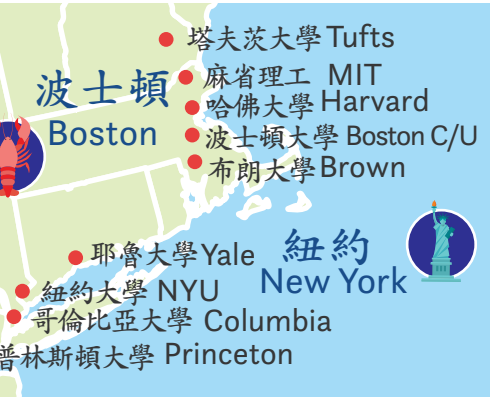 塔夫茨大學 Tufts
麻省理工 MIT
哈佛大學 Harvard
波士頓大學 Boston C/U
布朗大學 Brown
波士頓
Boston
耶魯大學 Yale
紐約大學 NYU
哥倫比亞大學 Columbia
普林斯頓大學 Princeton
紐約
New York